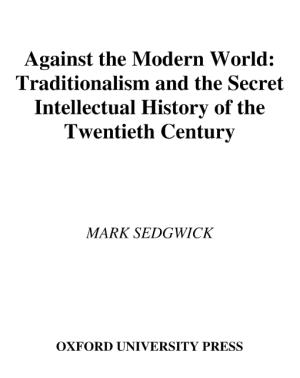 Against the Modern World:
Traditionalism and the Secret
Intellectual History of the
Twentieth Century
MARK SEDGWICK
OXFORD UNIVERSITY PRESS